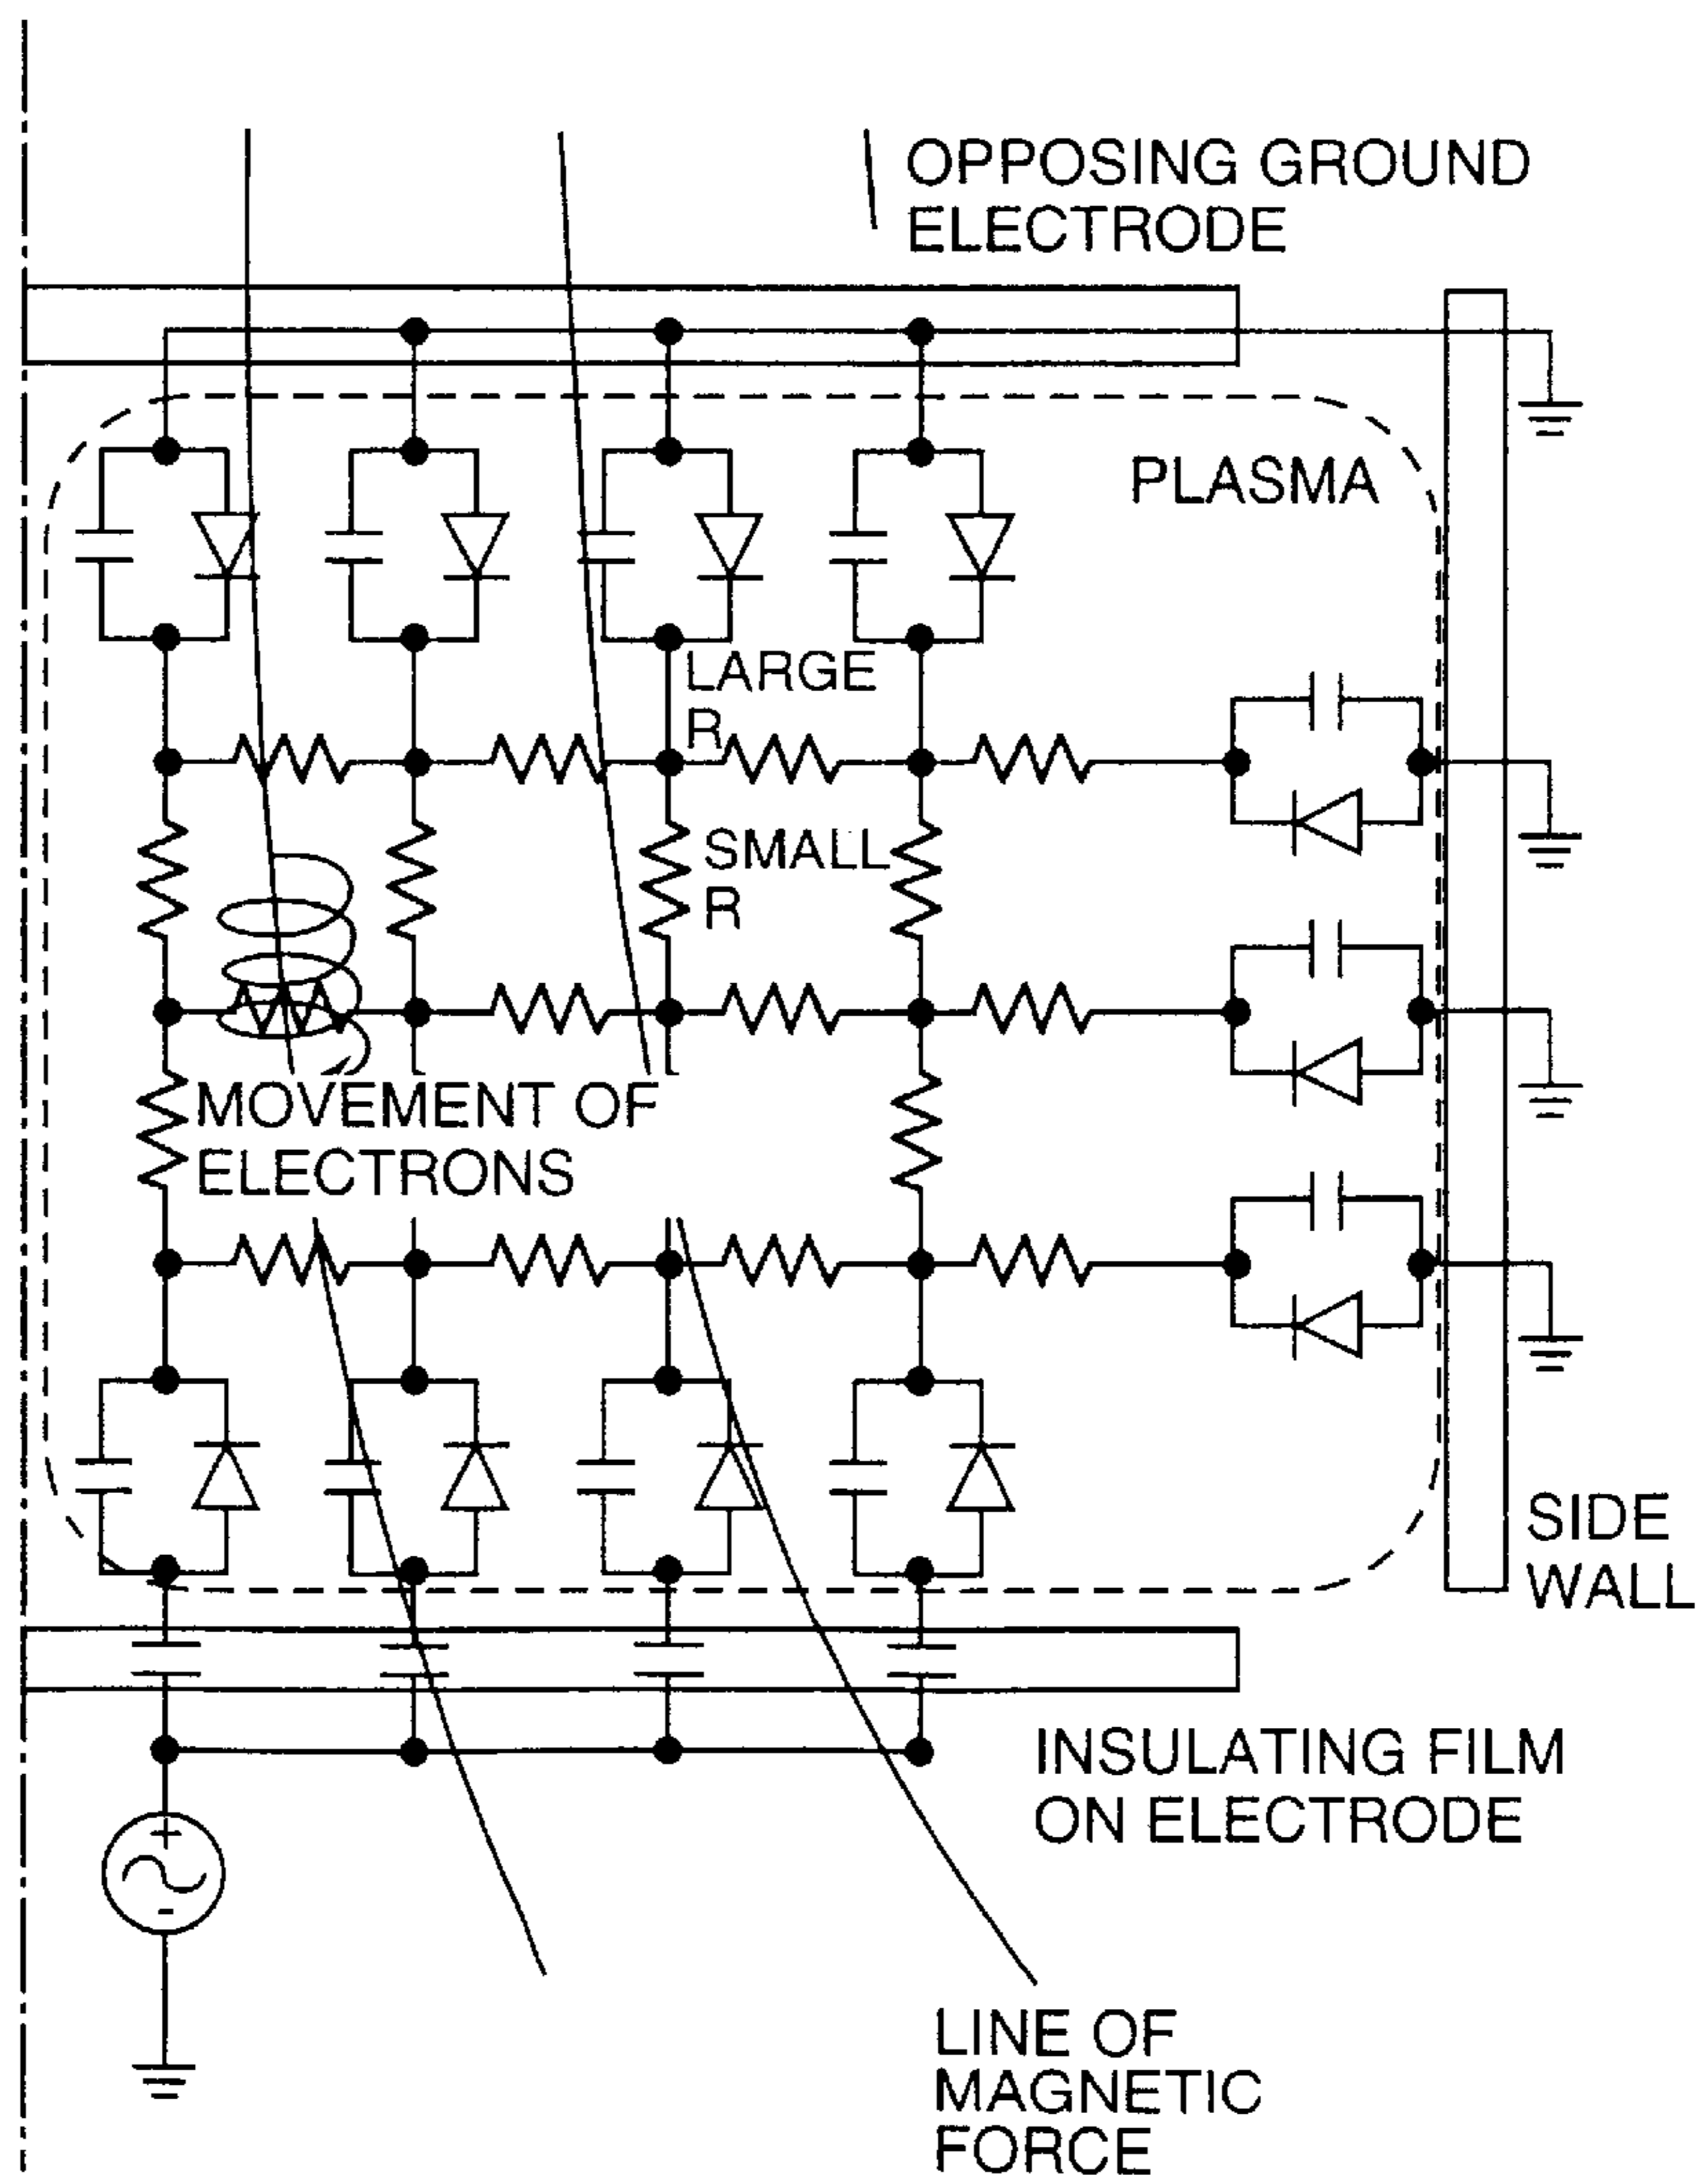 OPPOSING GROUND
ELECTRODE
PLASMA
LARGE
R
SMALL
R
MOVEMENT OF
ELECTRONS
SIDE
WALL
INSULATING FILM
ON ELECTRODE
+
-
LINE OF
MAGNETIC
FORCE